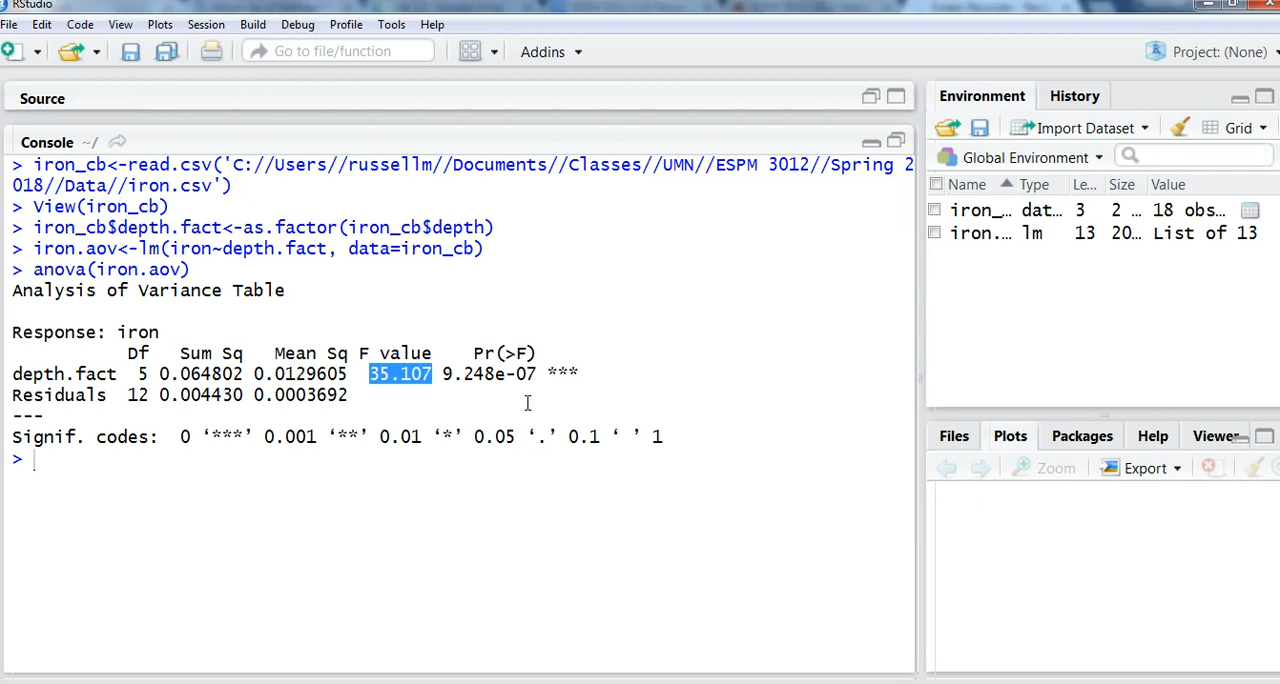 RStudio
File Edit Code View Plots Session Build Debug Profile Tools Help
Go to file/function Addins Project: (None)
Source
Environment History
Import Dataset Grid
Global Environment
Name Type Le... Size Value
iron_... dat... 3 2 ... 18 obs...
iron.... lm 13 20... List of 13
Console ~/
> iron_cb<-read.csv('C://Users//russellm//Documents//Classes//UMN//ESPM 3012//Spring 2
018//Data//iron.csv')
> View(iron_cb)
> iron_cb$depth.fact<-as.factor(iron_cb$depth)
> iron.aov<-lm(iron~depth.fact, data=iron_cb)
> anova(iron.aov)
Analysis of Variance Table
Response: iron
Df Sum Sq Mean Sq F value Pr(>F)
depth.fact 5 0.064802 0.0129605 35.107 9.248e-07 ***
Residuals 12 0.004430 0.0003692
---
Signif. codes: 0 ‘***’ 0.001 ‘**’ 0.01 ‘*’ 0.05 ‘.’ 0.1 ‘ ’ 1
>
Files Plots Packages Help Viewer
Zoom Export